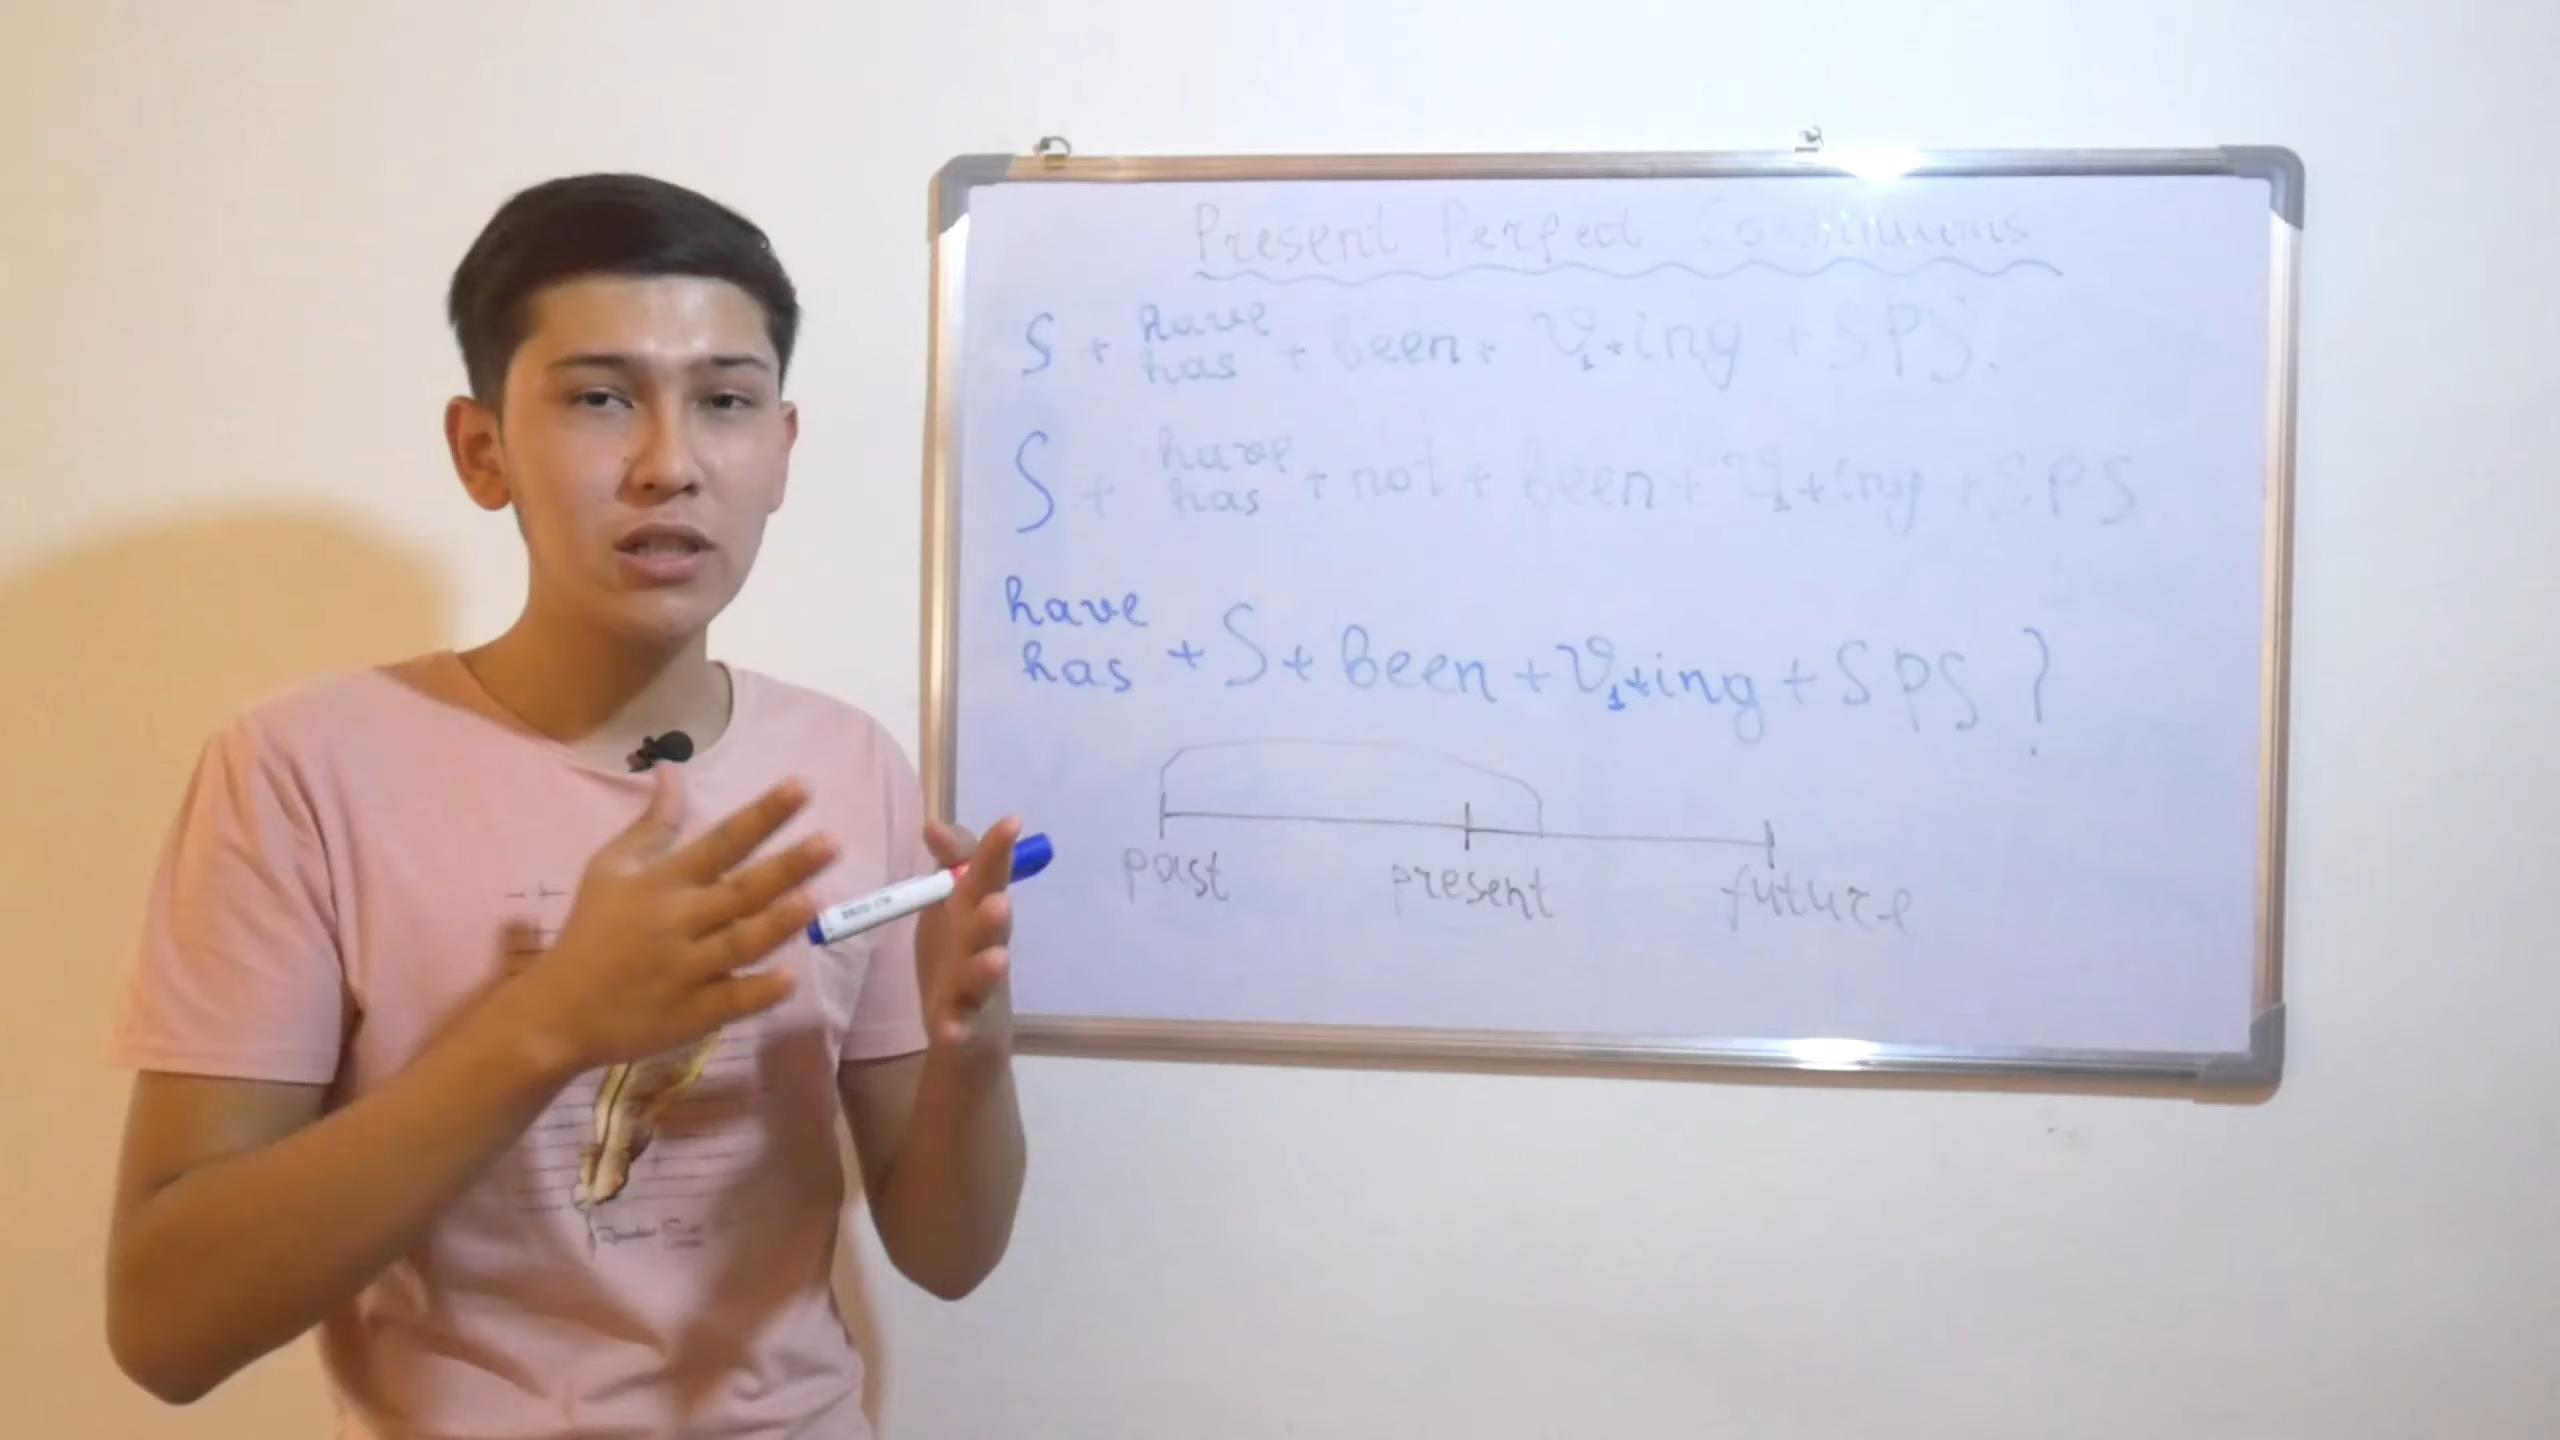 Present Perfect Continuous
S + have has + been + V1+ing + SPS.
S + have has + not + been + V1+ing + SPS
have has + S + been + V1+ing + SPS ?
past present future